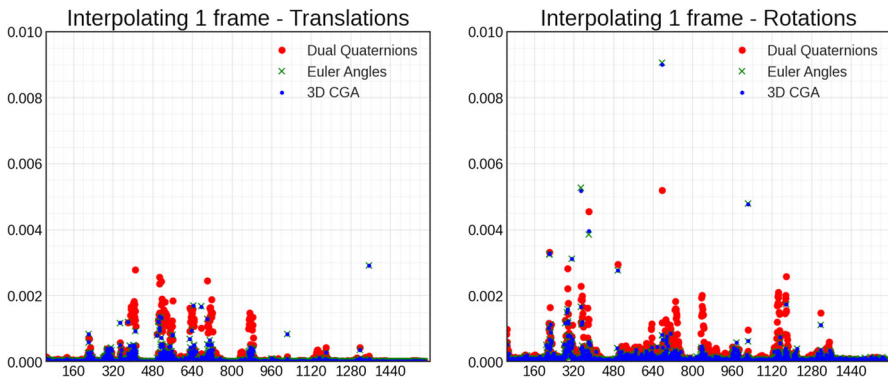 Interpolating 1 frame - Translations
0.010
0.008
0.006
0.004
0.002
0.000
Dual Quaternions
Euler Angles
3D CGA
160 320 480 640 800 960 1120 1280 1440
Interpolating 1 frame - Rotations
0.010
0.008
0.006
0.004
0.002
0.000
Dual Quaternions
Euler Angles
3D CGA
160 320 480 640 800 960 1120 1280 1440